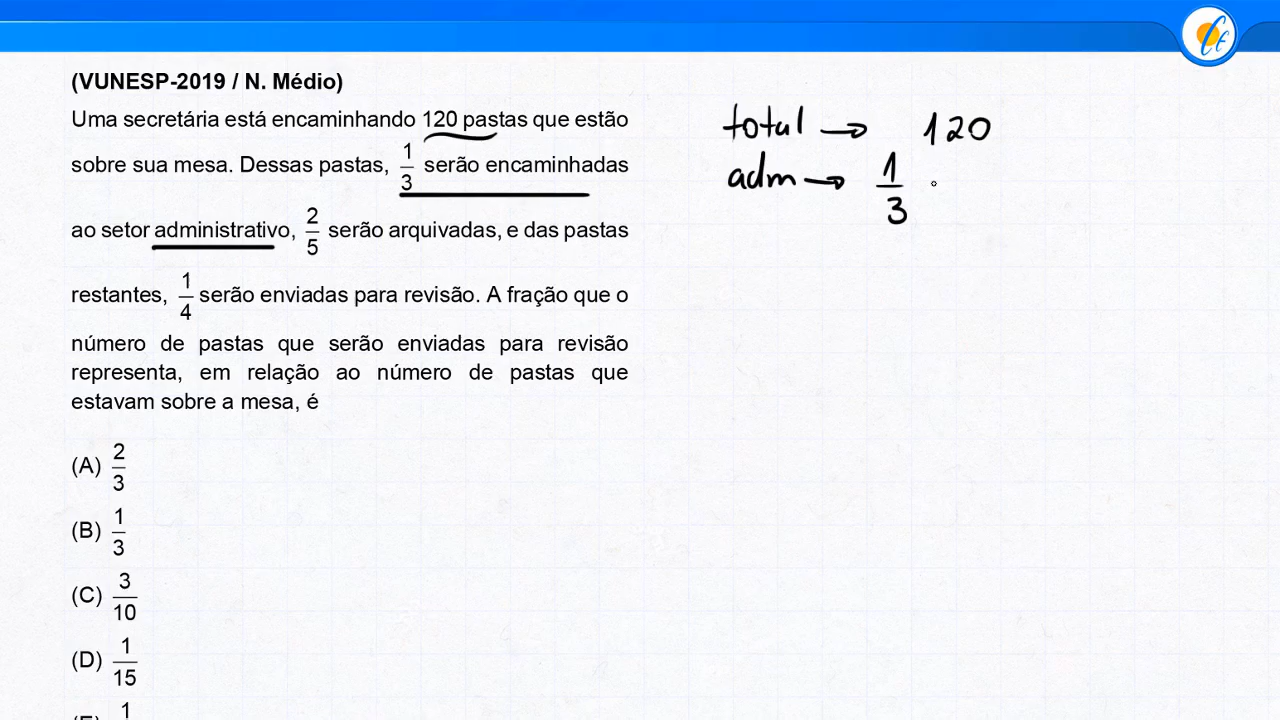 (VUNESP-2019 / N. Médio)
Uma secretária está encaminhando 120 pastas que estão
sobre sua mesa. Dessas pastas, 1/3 serão encaminhadas
ao setor administrativo, 2/5 serão arquivadas, e das pastas
restantes, 1/4 serão enviadas para revisão. A fração que o
número de pastas que serão enviadas para revisão
representa, em relação ao número de pastas que
estavam sobre a mesa, é
(A) 2/3
(B) 1/3
(C) 3/10
(D) 1/15
total → 120
adm → 1/3 .